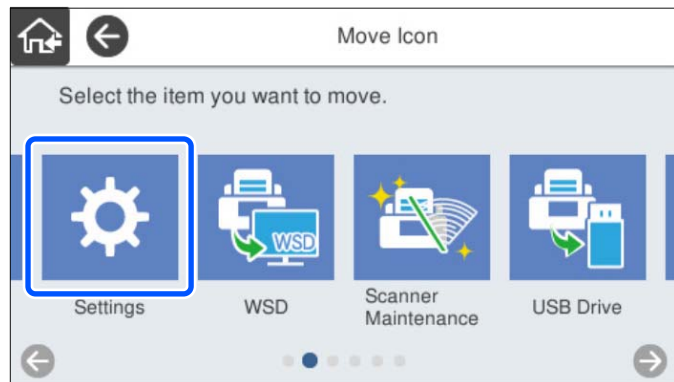 Move Icon
Select the item you want to move.
WSD
Settings
WSD
Scanner
Maintenance
USB Drive